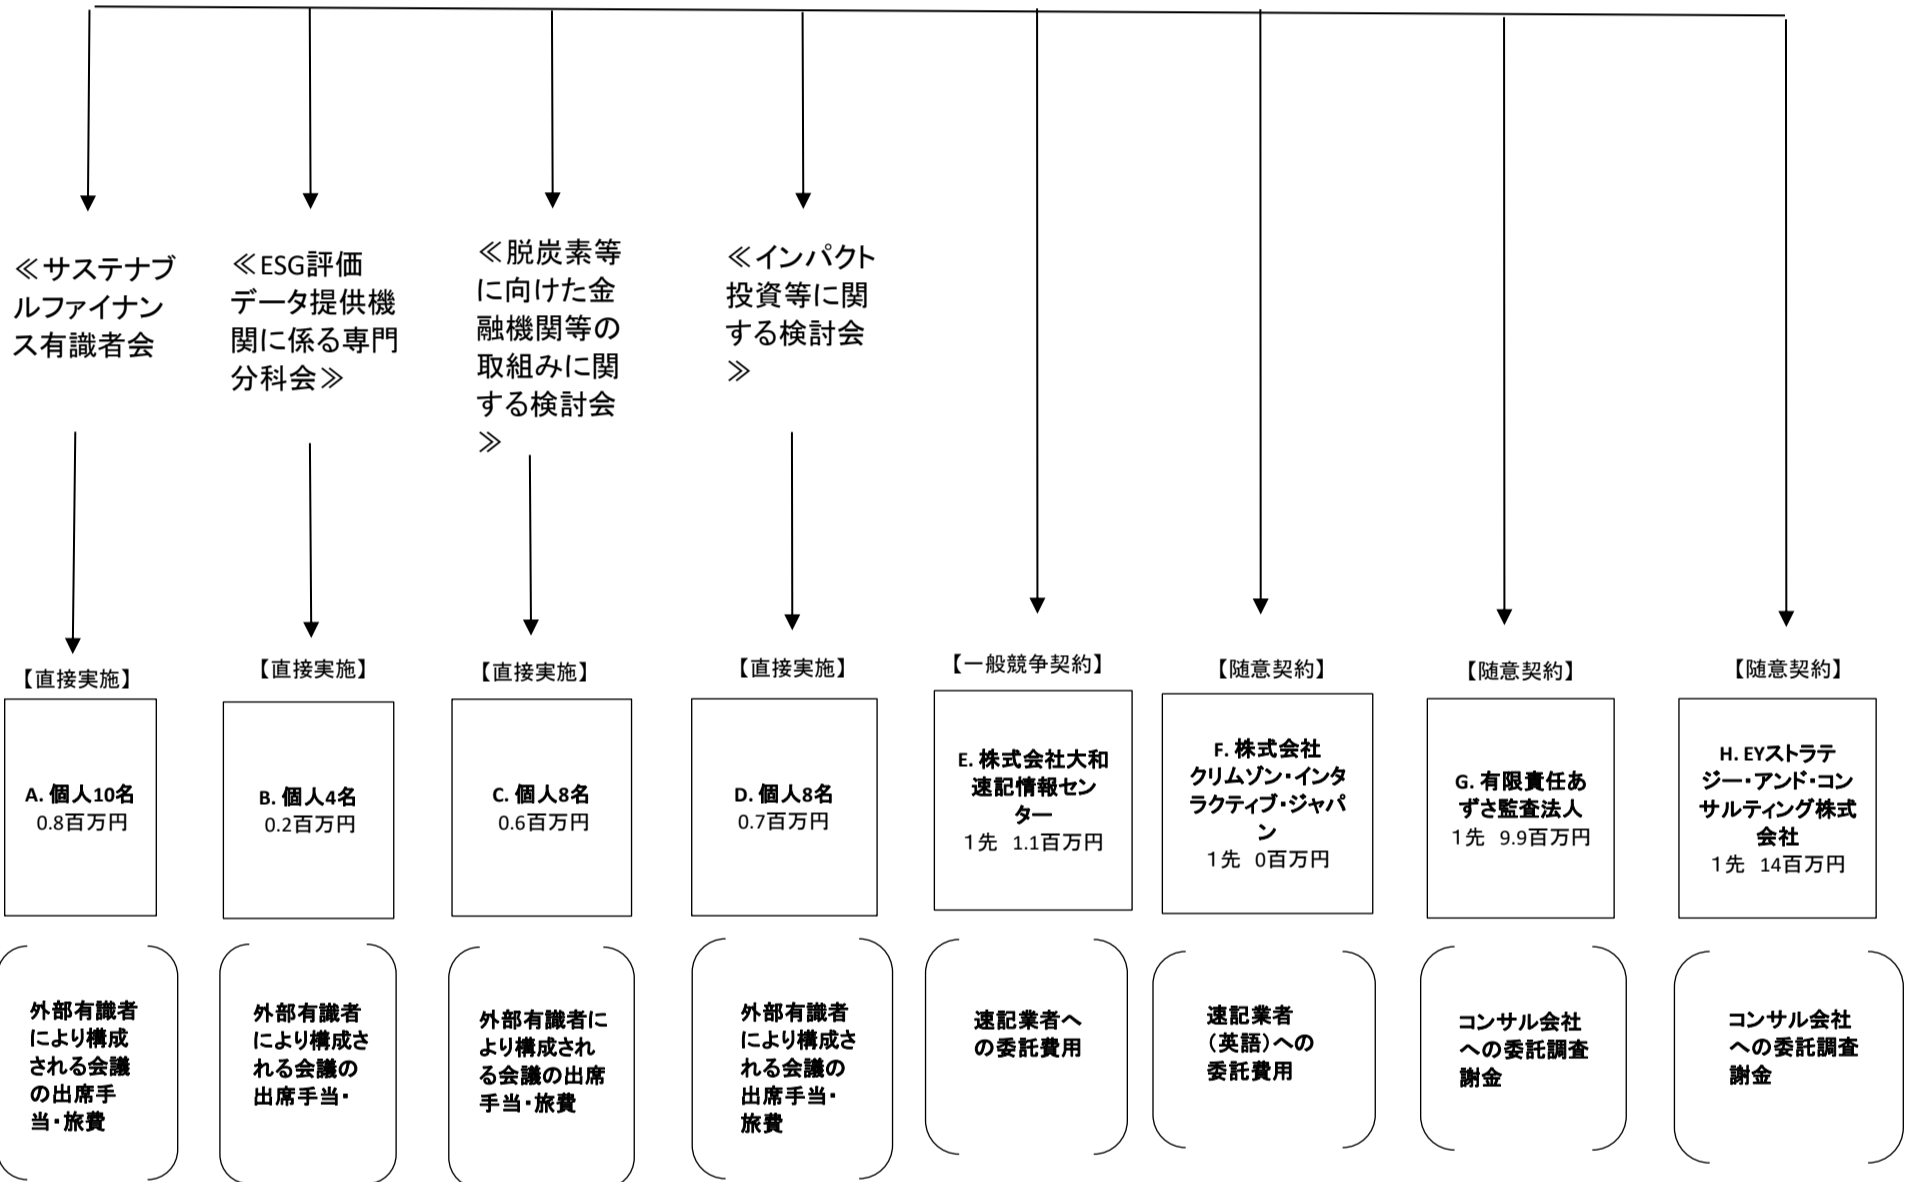 ≪サステナブ
ルファイナン
ス有識者会
≪ESG評価
データ提供機
関に係る専門
分科会≫
≪脱炭素等
に向けた金
融機関等の
取組みに関
する検討会
≫
≪インパクト
投資等に関
する検討会
≫
【直接実施】
【直接実施】
【直接実施】
【直接実施】
【一般競争契約】
【随意契約】
【随意契約】
【随意契約】
A. 個人10名
0.8百万円
B. 個人4名
0.2百万円
C. 個人8名
0.6百万円
D. 個人8名
0.7百万円
E. 株式会社大和
速記情報セン
ター
1先 1.1百万円
F. 株式会社
クリムゾン・インタ
ラクティブ・ジャパ
ン
1先 0百万円
G. 有限責任あ
ずさ監査法人
1先 9.9百万円
H. EYストラテ
ジー・アンド・コン
サルティング株式
会社
1先 14百万円
外部有識者
により構成
される会議
の出席手
当・旅費
外部有識者
により構成さ
れる会議の
出席手当・
外部有識者に
より構成され
る会議の出席
手当・旅費
外部有識者
により構成さ
れる会議の
出席手当・
旅費
速記業者へ
の委託費用
速記業者
（英語）への
委託費用
コンサル会社
への委託調査
謝金
コンサル会社
への委託調査
謝金